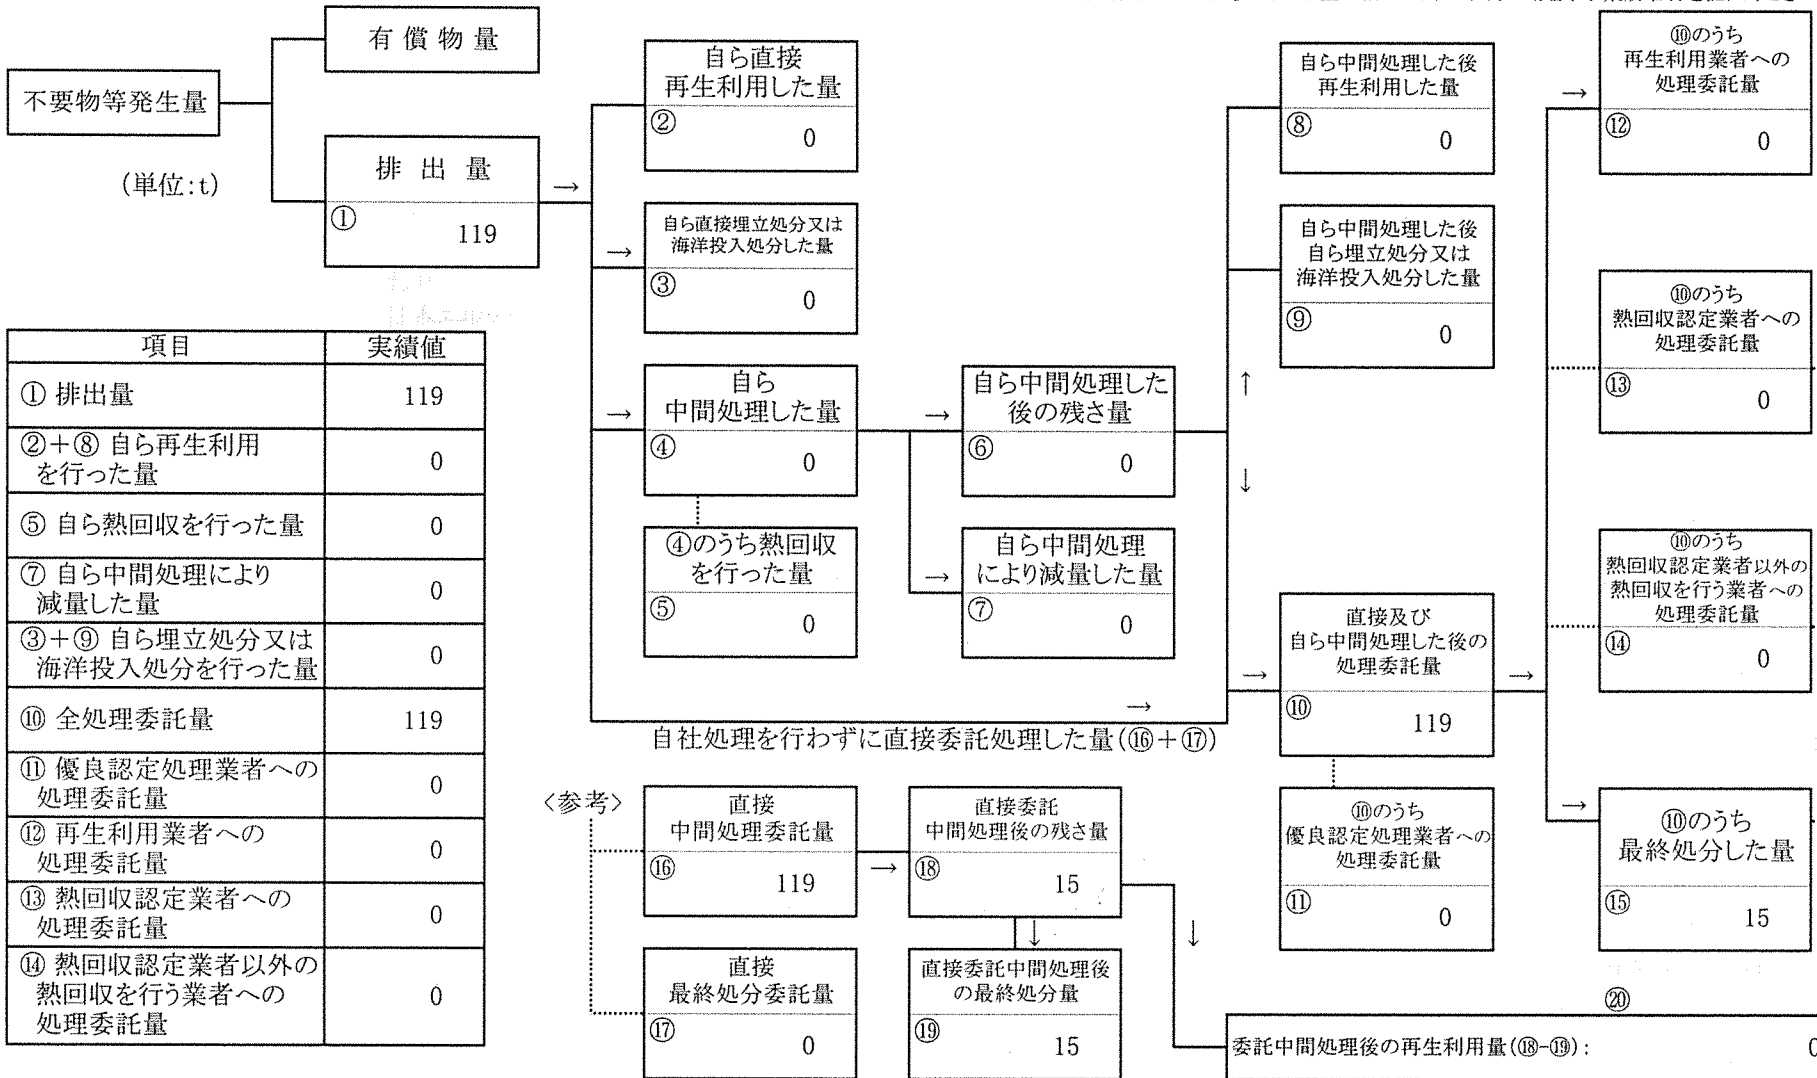 不要物等発生量
(単位:t)
有償物量
排出量
①
119
→
自ら直接
再生利用した量
②
0
→
自ら直接埋立処分又は
海洋投入処分した量
③
0
→
自ら
中間処理した量
④
0
④のうち熱回収
を行った量
⑤
0
→
自ら中間処理した
後の残さ量
⑥
0
→
自ら中間処理
により減量した量
⑦
0
自ら中間処理した後
再生利用した量
⑧
0
自ら中間処理した後
自ら埋立処分又は
海洋投入処分した量
⑨
0
↑
↓
→
自社処理を行わずに直接委託処理した量(⑯+⑰)
→
直接及び
自ら中間処理した後の
処理委託量
⑩
119
⑩のうち
優良認定処理業者への
処理委託量
⑪
0
→
→
⑩のうち
再生利用業者への
処理委託量
⑫
0
⑩のうち
熱回収認定業者への
処理委託量
⑬
0
⑩のうち
熱回収認定業者以外の
熱回収を行う業者への
処理委託量
⑭
0
→
⑩のうち
最終処分した量
⑮
15
項目 実績値
① 排出量 119
②+⑧ 自ら再生利用
を行った量 0
⑤ 自ら熱回収を行った量 0
⑦ 自ら中間処理により
減量した量 0
③+⑨ 自ら埋立処分又は
海洋投入処分を行った量 0
⑩ 全処理委託量 119
⑪ 優良認定処理業者への
処理委託量 0
⑫ 再生利用業者への
処理委託量 0
⑬ 熱回収認定業者への
処理委託量 0
⑭ 熱回収認定業者以外の
熱回収を行う業者への
処理委託量 0
〈参考〉
直接
中間処理委託量
⑯
119
→
直接委託
中間処理後の残さ量
⑱
15
直接
最終処分委託量
⑰
0
↓
直接委託中間処理後
の最終処分量
⑲
15
↓
⑳
委託中間処理後の再生利用量(⑱-⑲): 0